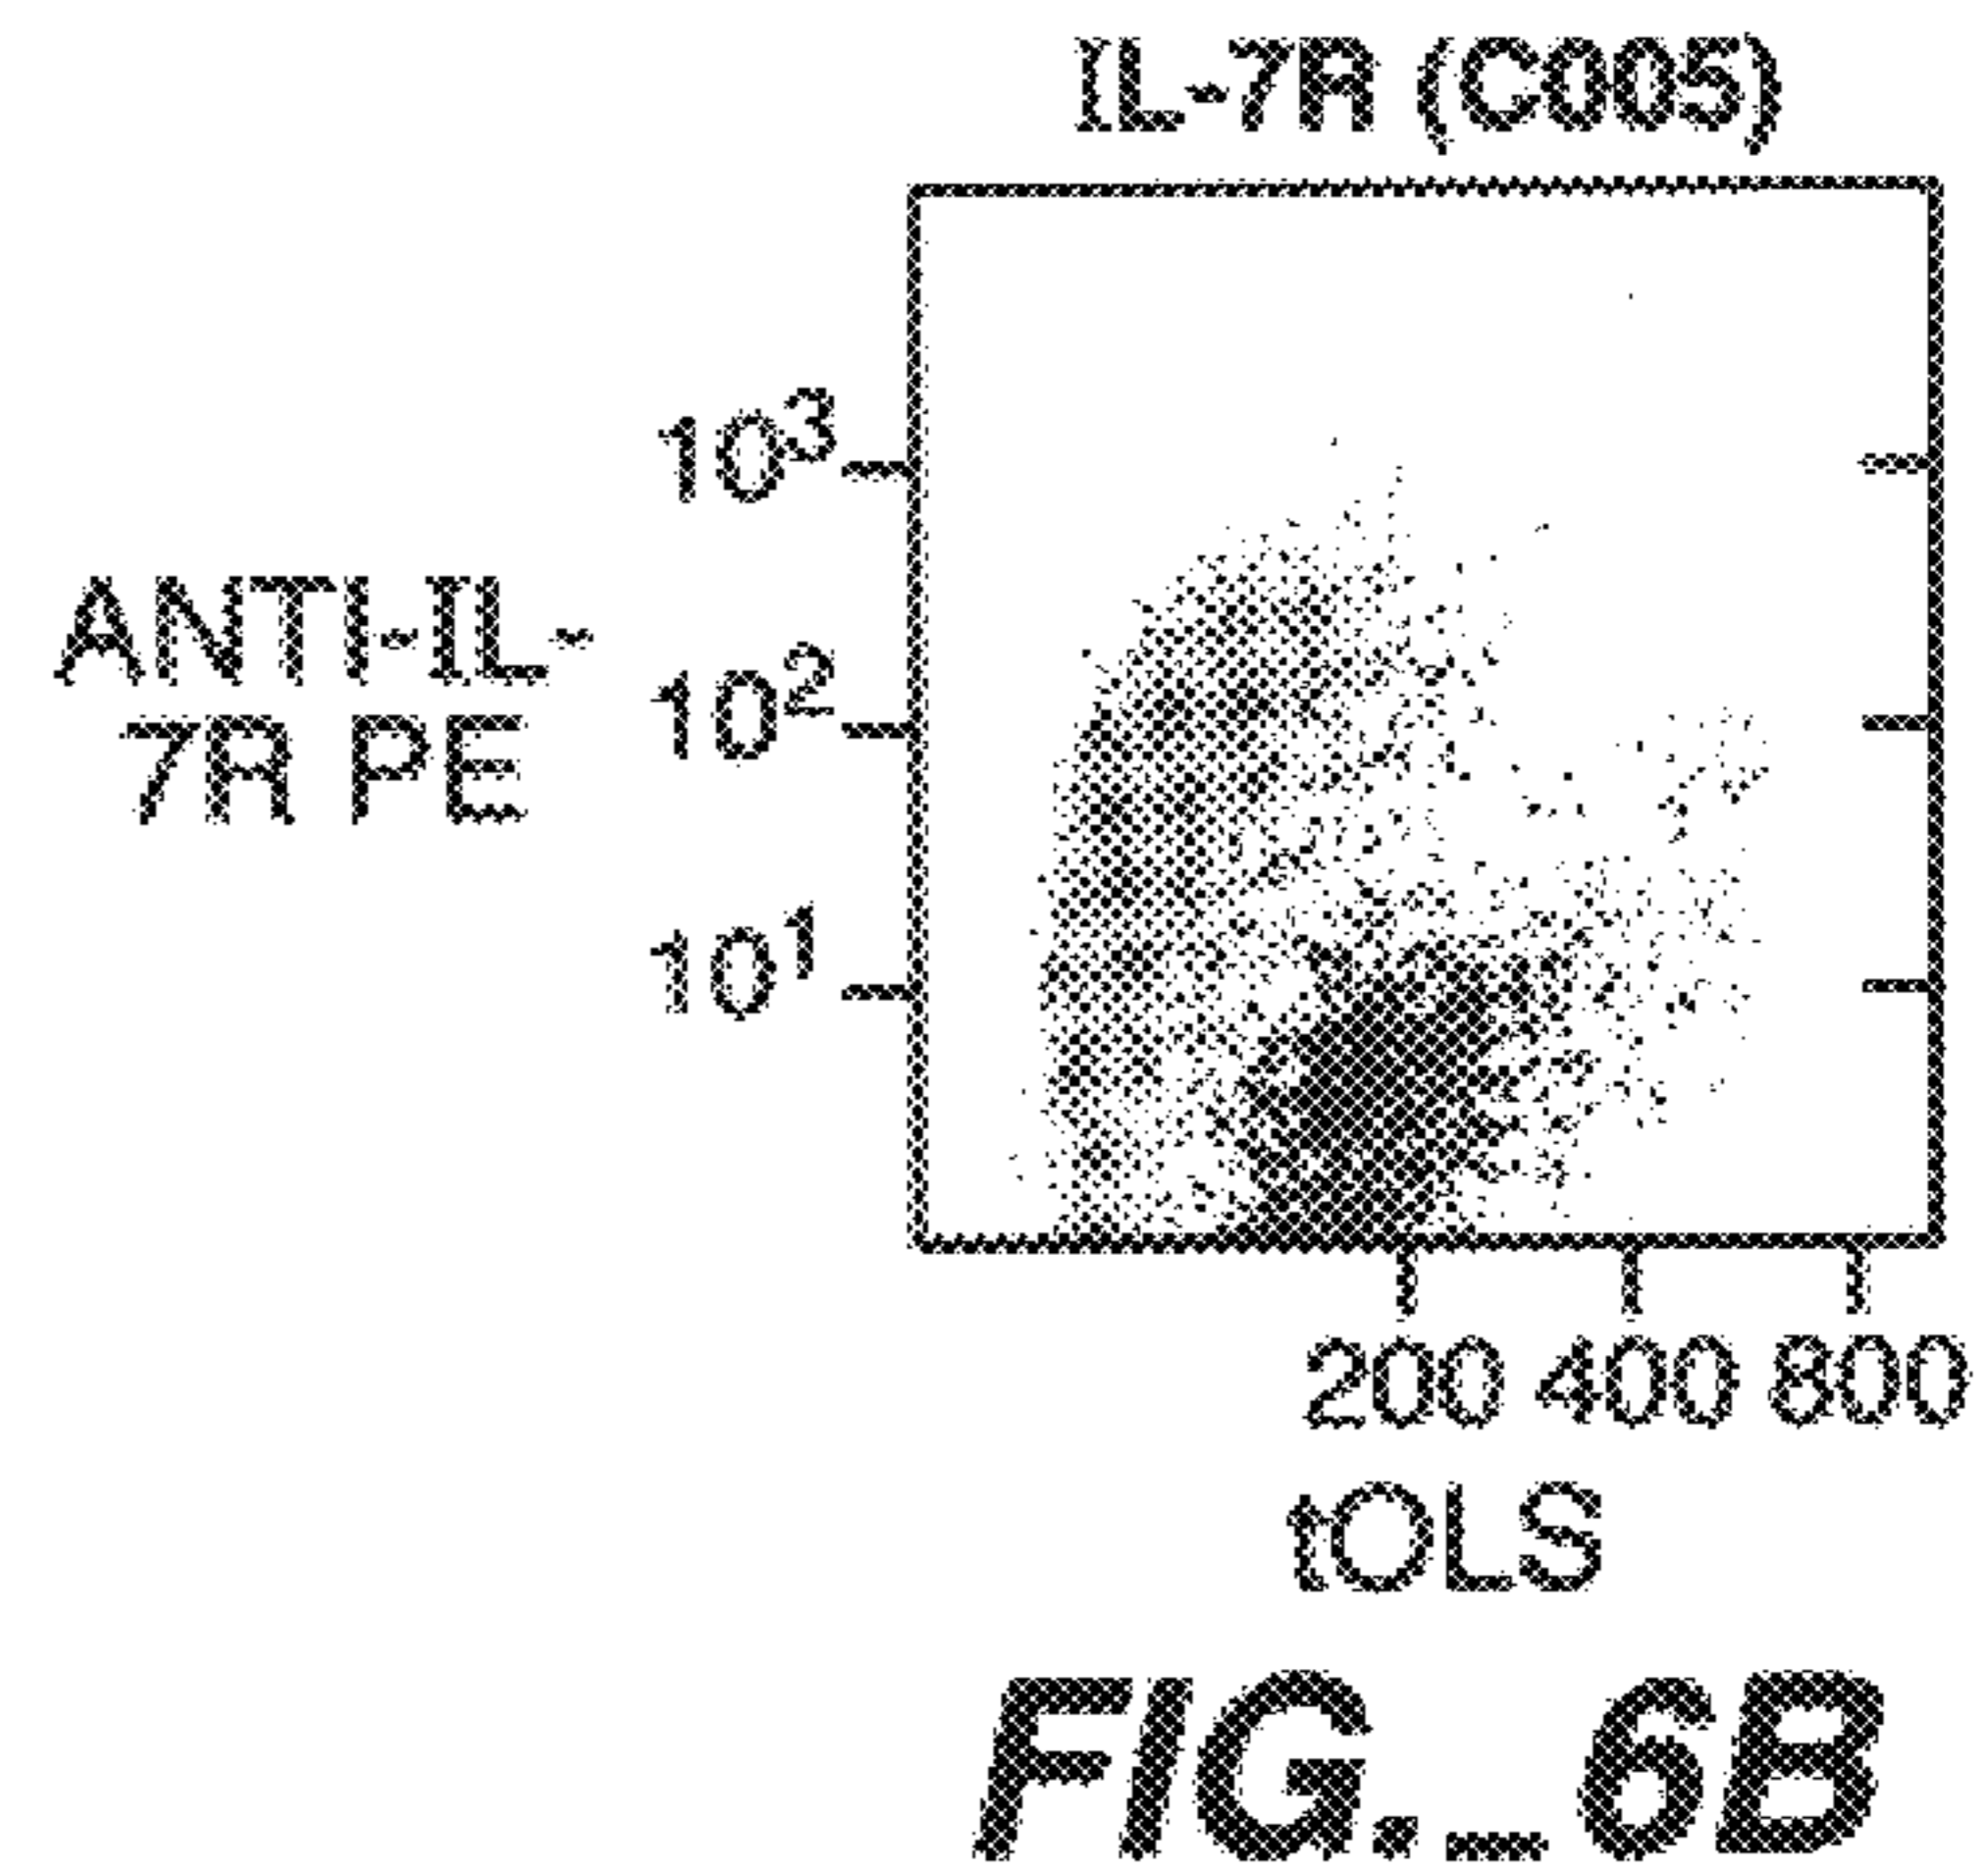 IL-7R (C005)
10³
ANTI-IL-
7R PE
10²
10¹
200 400 800
tOLS
FIG._6B